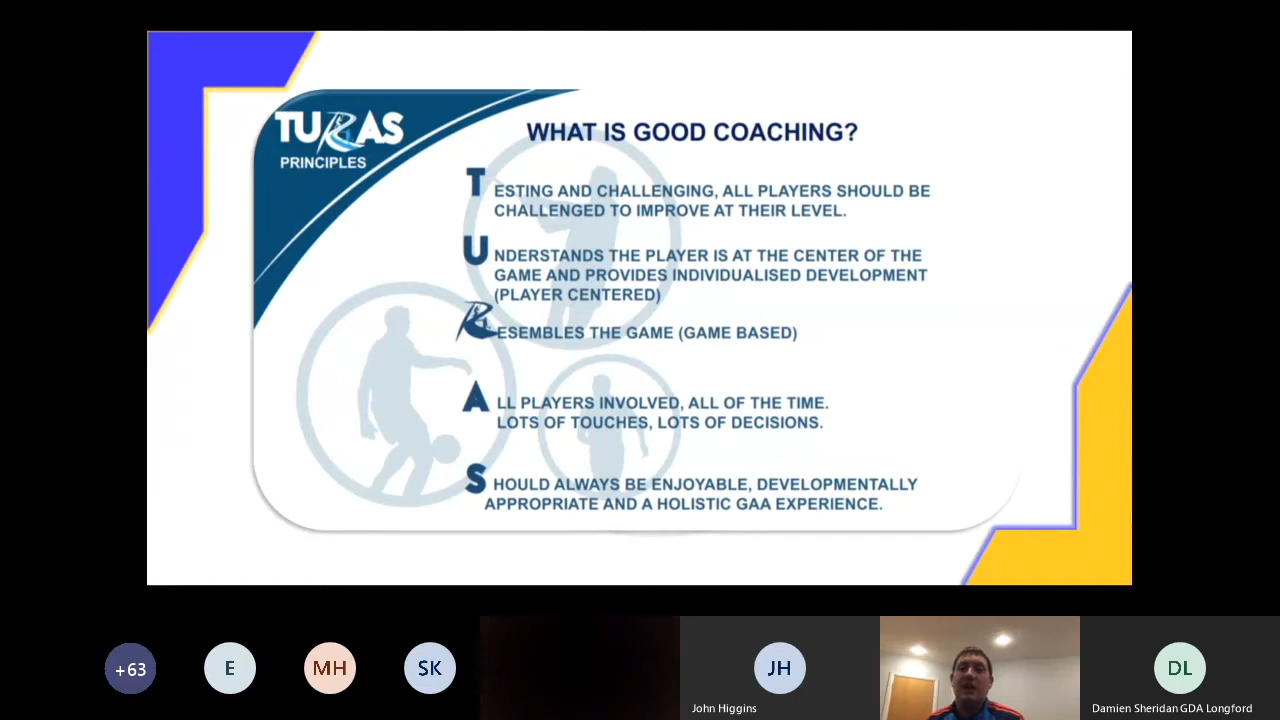 TURAS
PRINCIPLES
WHAT IS GOOD COACHING?
TESTING AND CHALLENGING, ALL PLAYERS SHOULD BE
CHALLENGED TO IMPROVE AT THEIR LEVEL.
UNDERSTANDS THE PLAYER IS AT THE CENTER OF THE
GAME AND PROVIDES INDIVIDUALISED DEVELOPMENT
(PLAYER CENTERED)
RESEMBLES THE GAME (GAME BASED)
ALL PLAYERS INVOLVED, ALL OF THE TIME.
LOTS OF TOUCHES, LOTS OF DECISIONS.
SHOULD ALWAYS BE ENJOYABLE, DEVELOPMENTALLY
APPROPRIATE AND A HOLISTIC GAA EXPERIENCE.
+63
E
MH
SK
JH
DL
John Higgins
Damien Sheridan GDA Longford